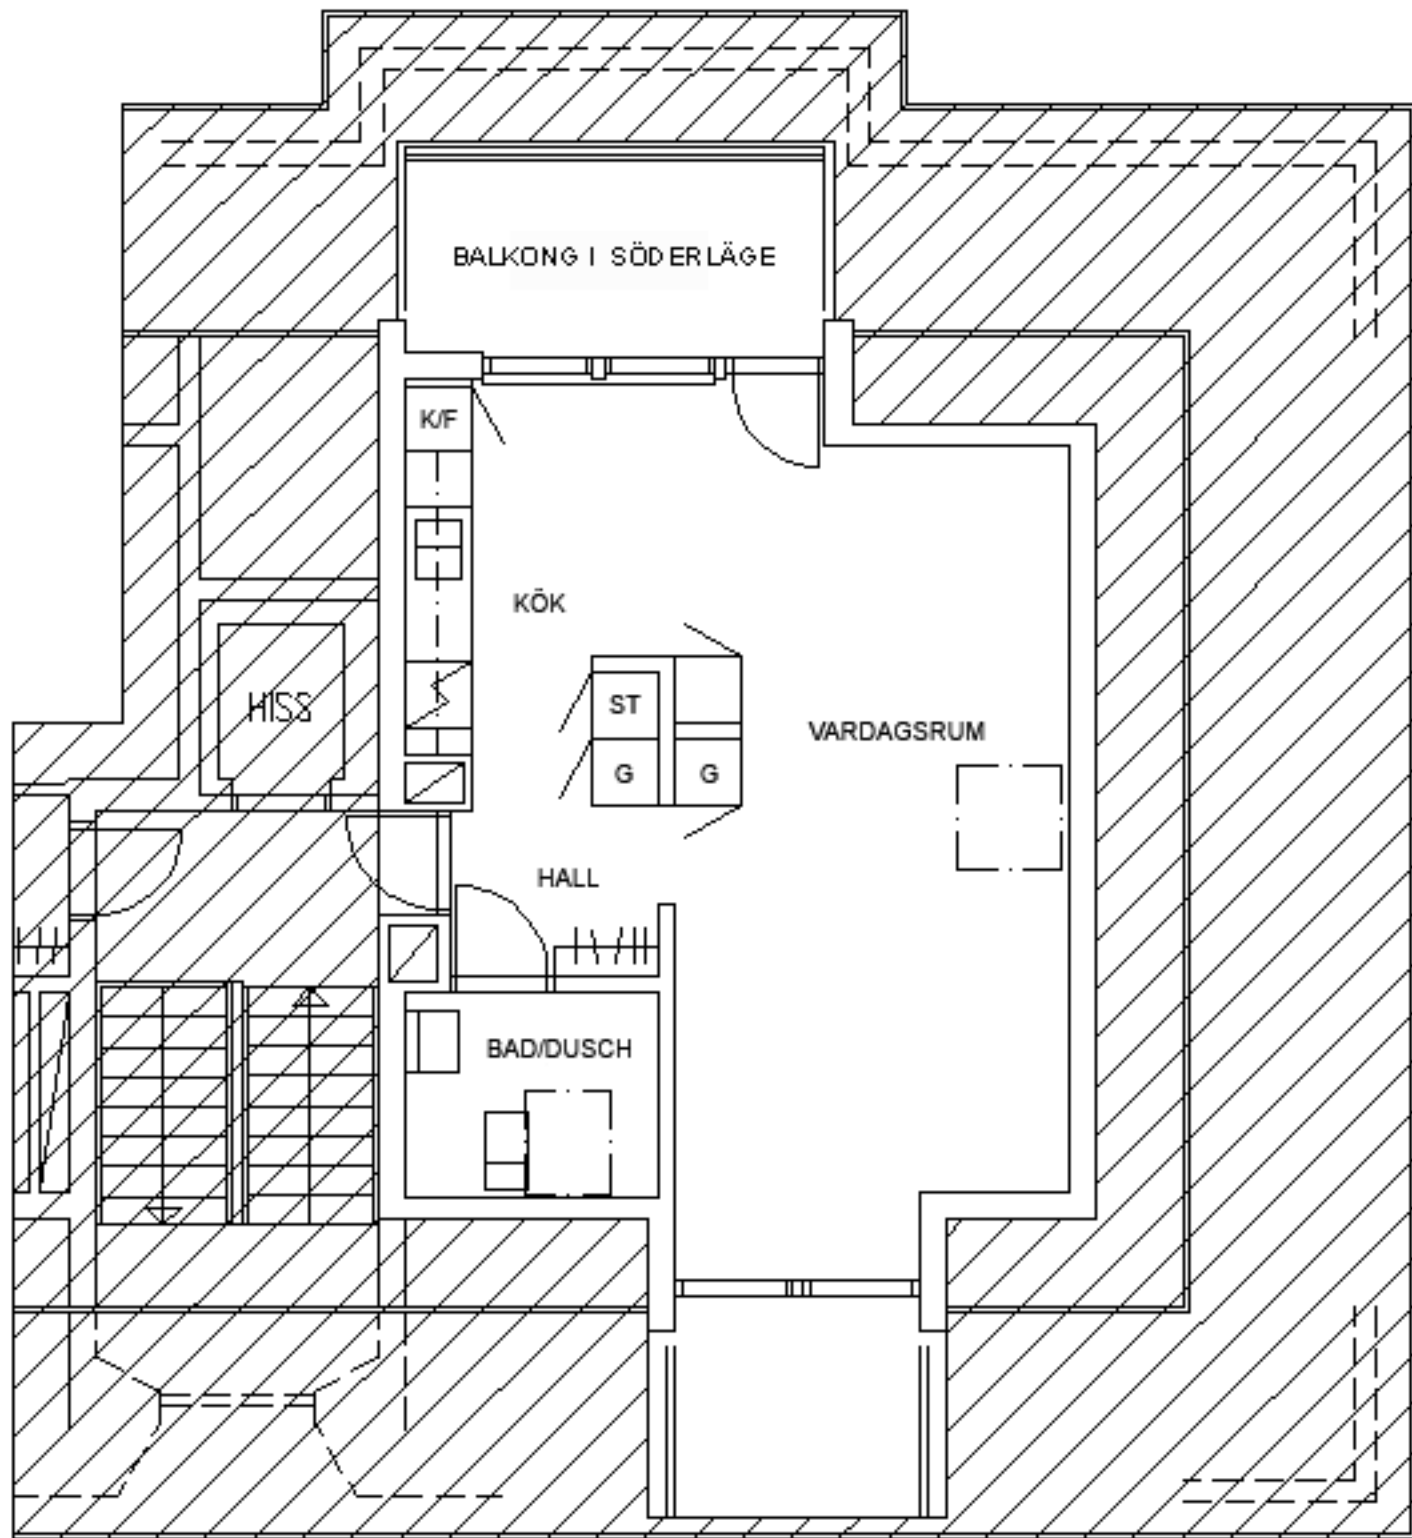 BALKONG I SÖDERLÄGE
K/F
KÖK
HISS
ST
VARDAGSRUM
G
G
HALL
BAD/DUSCH